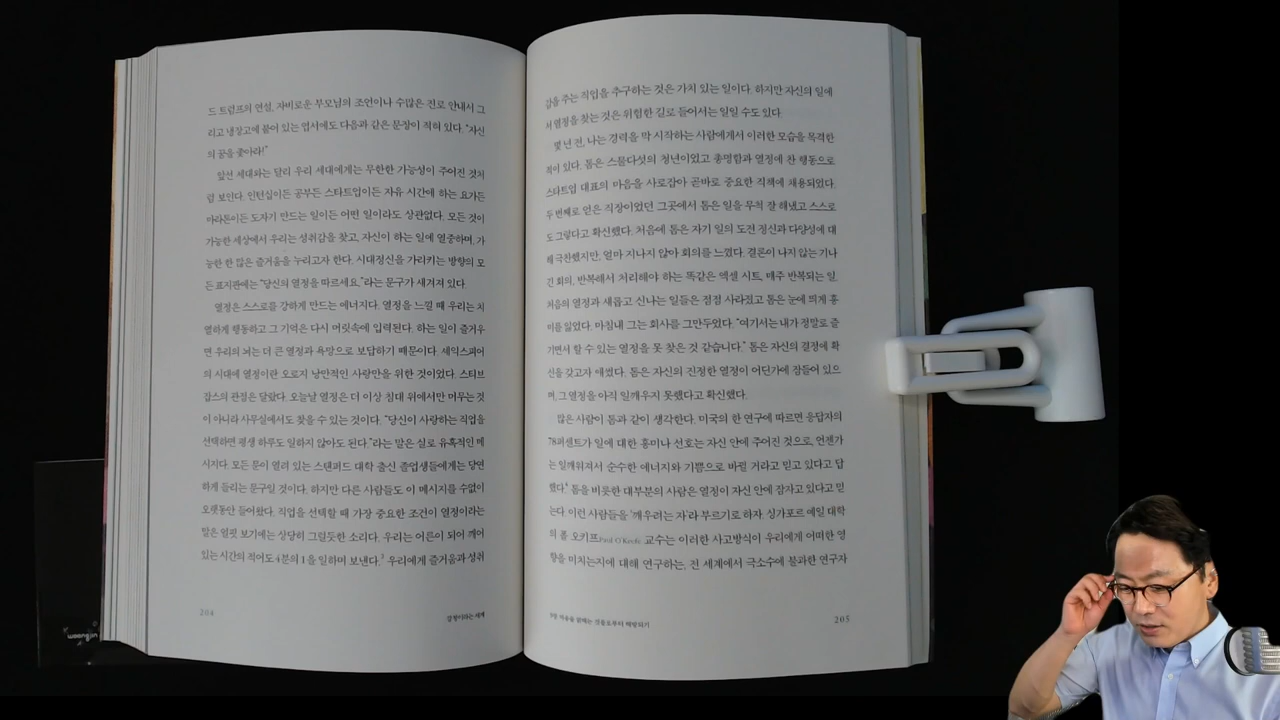 드 트럼프의 연설, 자비로운 부모님의 조언이나 수많은 진로 안내서 그
리고 냉장고에 붙어 있는 엽서에도 다음과 같은 문장이 적혀 있다. "자신
의 꿈을 좇아라!"
앞선 세대와는 달리 우리 세대에게는 무한한 가능성이 주어진 것처
럼 보인다. 인턴십이든 공부든 스타트업이든 자유 시간에 하는 요가든
마라톤이든 도자기 만드는 일이든 어떤 일이라도 상관없다. 모든 것이
가능한 세상에서 우리는 성취감을 찾고, 자신이 하는 일에 열중하며, 가
능한 한 많은 즐거움을 누리고자 한다. 시대정신을 가리키는 방향의 모
든 표지판에는 "당신의 열정을 따르세요."라는 문구가 새겨져 있다.
열정은 스스로를 강하게 만드는 에너지다. 열정을 느낄 때 우리는 치
열하게 행동하고 그 기억은 다시 머릿속에 입력된다. 하는 일이 즐거우
면 우리의 뇌는 더 큰 열정과 욕망으로 보답하기 때문이다. 셰익스피어
의 시대에 열정이란 오로지 낭만적인 사랑만을 위한 것이었다. 스티브
잡스의 관점은 달랐다. 오늘날 열정은 더 이상 침대 위에서만 머무는 것
이 아니라 사무실에서도 찾을 수 있는 것이다. "당신이 사랑하는 직업을
선택하면 평생 하루도 일하지 않아도 된다."라는 말은 실로 유혹적인 메
시지다. 모든 문이 열려 있는 스탠퍼드 대학 출신 졸업생들에게는 당연
하게 들리는 문구일 것이다. 하지만 다른 사람들도 이 메시지를 수없이
오랫동안 들어왔다. 직업을 선택할 때 가장 중요한 조건이 열정이라는
말은 얼핏 보기에는 상당히 그럴듯한 소리다. 우리는 어른이 되어 깨어
있는 시간의 적어도 4분의 1을 일하며 보낸다.³ 우리에게 즐거움과 성취
204
결정이라는 세계
감을 주는 직업을 추구하는 것은 가치 있는 일이다. 하지만 자신의 일에
서 열정을 찾는 것은 위험한 길로 들어서는 일일 수도 있다.
몇 년 전, 나는 경력을 막 시작하는 사람에게서 이러한 모습을 목격한
적이 있다. 톰은 스물다섯의 청년이었고 총명함과 열정에 찬 행동으로
스타트업 대표의 마음을 사로잡아 곧바로 중요한 직책에 채용되었다.
두 번째로 얻은 직장이었던 그곳에서 톰은 일을 무척 잘 해냈고 스스로
도 그렇다고 확신했다. 처음에 톰은 자기 일의 도전 정신과 다양성에 대
해 극찬했지만, 얼마 지나지 않아 회의를 느꼈다. 결론이 나지 않는 기나
긴 회의, 반복해서 처리해야 하는 똑같은 엑셀 시트, 매주 반복되는 일.
처음의 열정과 새롭고 신나는 일들은 점점 사라졌고 톰은 눈에 띄게 흥
미를 잃었다. 마침내 그는 회사를 그만두었다. "여기서는 내가 정말로 즐
기면서 할 수 있는 열정을 못 찾은 것 같습니다." 톰은 자신의 결정에 확
신을 갖고자 애썼다. 톰은 자신의 진정한 열정이 어딘가에 잠들어 있으
며, 그 열정을 아직 일깨우지 못했다고 확신했다.
많은 사람이 톰과 같이 생각한다. 미국의 한 연구에 따르면 응답자의
78퍼센트가 일에 대한 흥미나 선호는 자신 안에 주어진 것으로, 언젠가
는 일깨워져서 순수한 에너지와 기쁨으로 바뀔 거라고 믿고 있다고 답
했다.⁴ 톰을 비롯한 대부분의 사람은 열정이 자신 안에 잠자고 있다고 믿
는다. 이런 사람들을 '깨우려는 자'라 부르기로 하자. 싱가포르 예일 대학
의 폴 오키프Paul O'Keefe 교수는 이러한 사고방식이 우리에게 어떠한 영
향을 미치는지에 대해 연구하는, 전 세계에서 극소수에 불과한 연구자
9장 마음을 옭매는 것들로부터 해방되기
205
woongjin